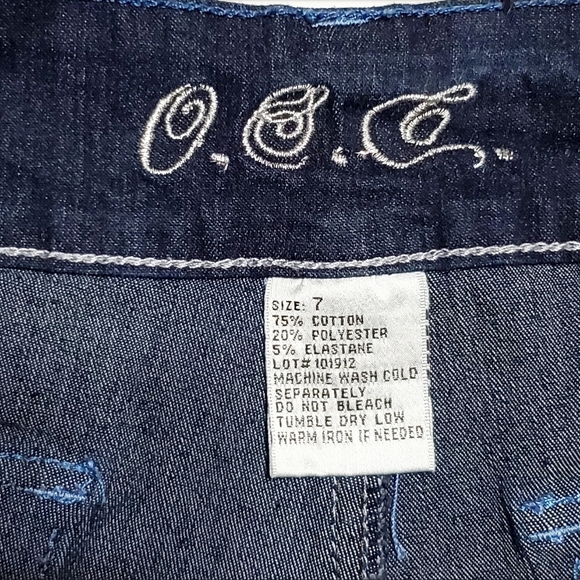 O.S.C.
SIZE: 7
75% COTTON
20% POLYESTER
5% ELASTANE
LOT# 101912
MACHINE WASH COLD
SEPARATELY
DO NOT BLEACH
TUMBLE DRY LOW
WARM IRON IF NEEDED